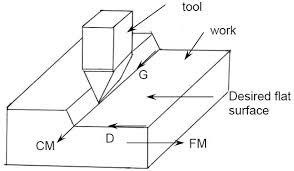 tool
work
G
Desired flat
surface
CM
D
FM